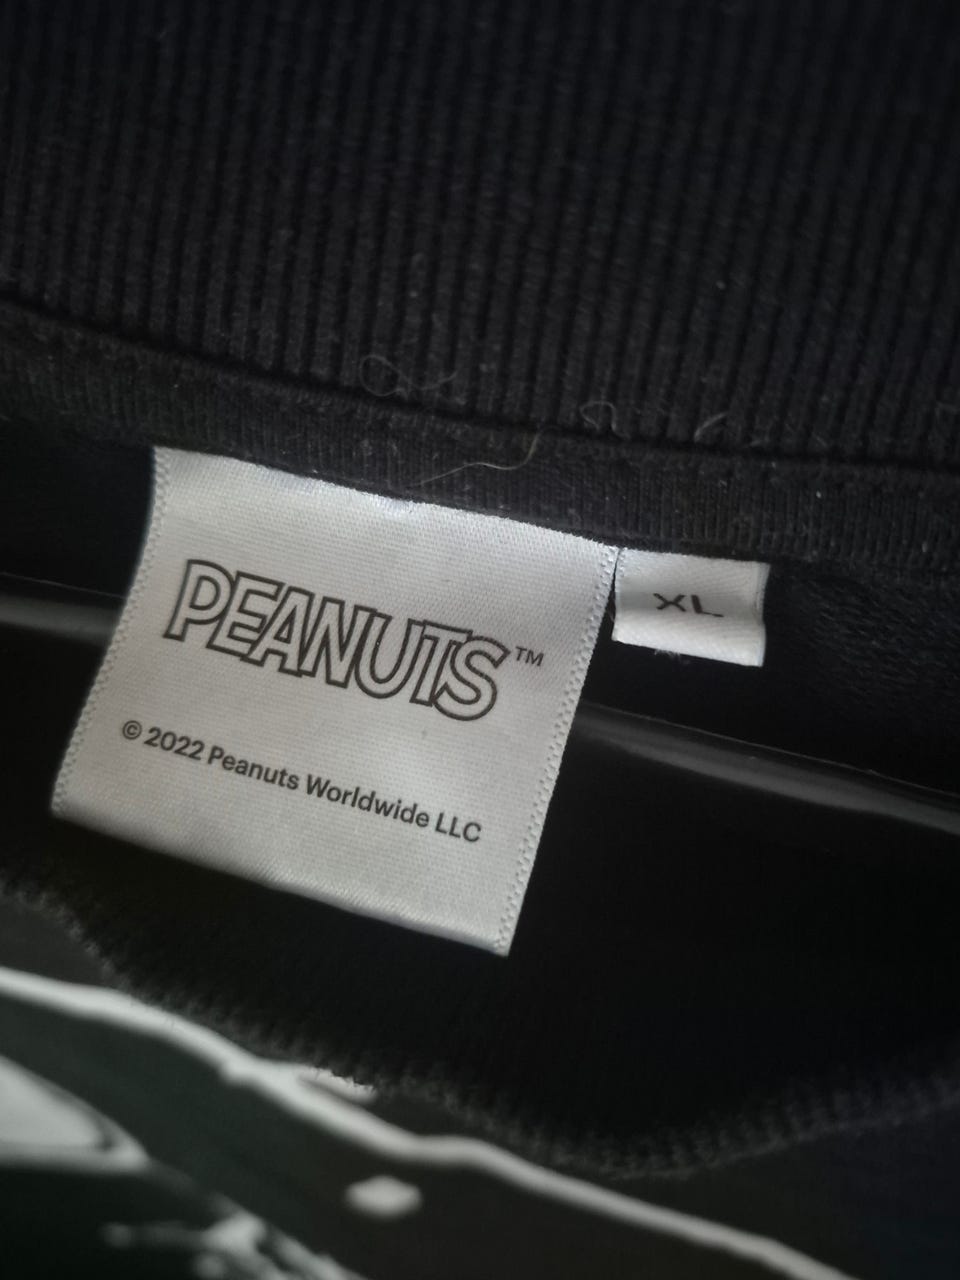 PEANUTS™
XL
© 2022 Peanuts Worldwide LLC